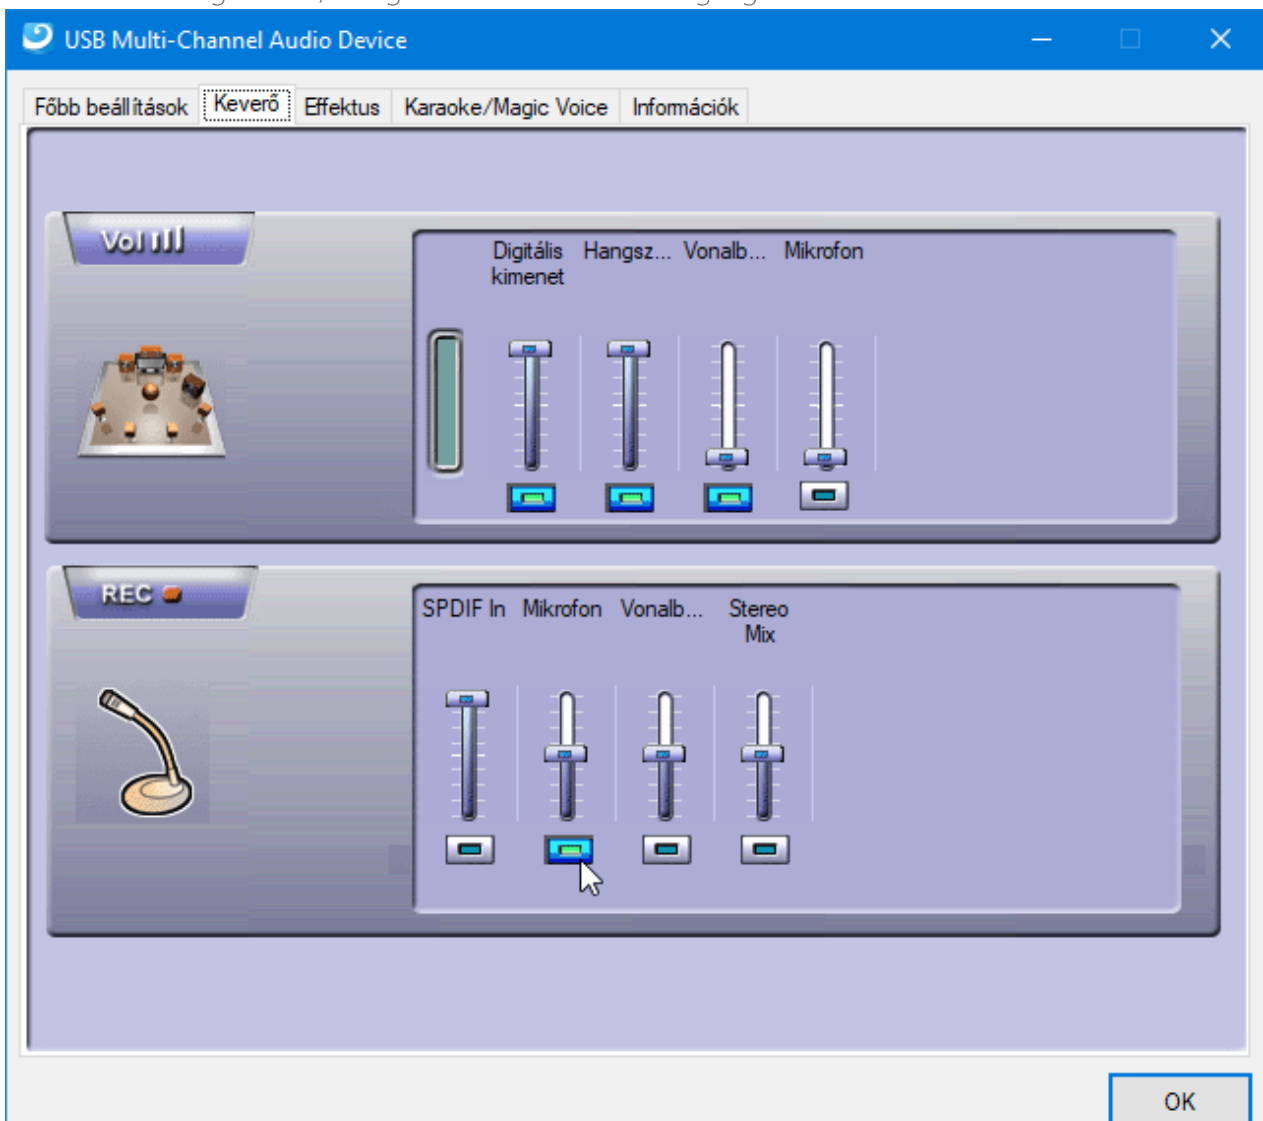 USB Multi-Channel Audio Device
Főbb beállítások Keverő Effektus Karaoke/Magic Voice Információk
Vol
Digitális Hangsz... Vonalb... Mikrofon
kimenet
REC
SPDIF In Mikrofon Vonalb... Stereo
Mix
OK